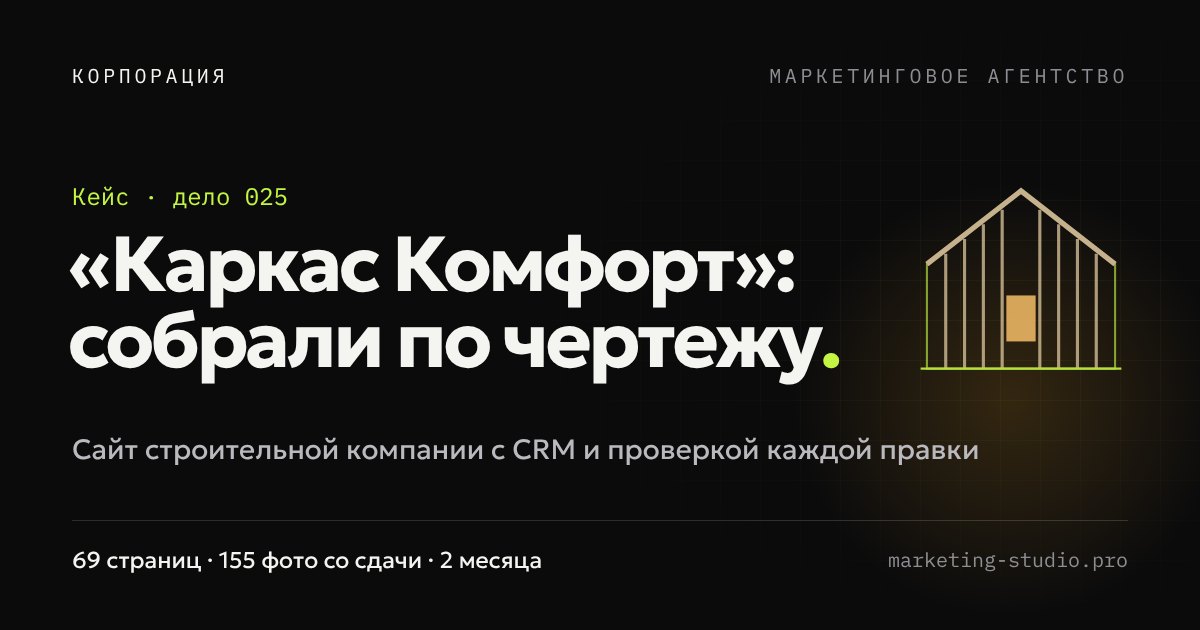 КОРПОРАЦИЯ
МАРКЕТИНГОВОЕ АГЕНТСТВО
Кейс · дело 025
«Каркас Комфорт»:
собрали по чертежу.
Сайт строительной компании с CRM и проверкой каждой правки
69 страниц · 155 фото со сдачи · 2 месяца
marketing-studio.pro